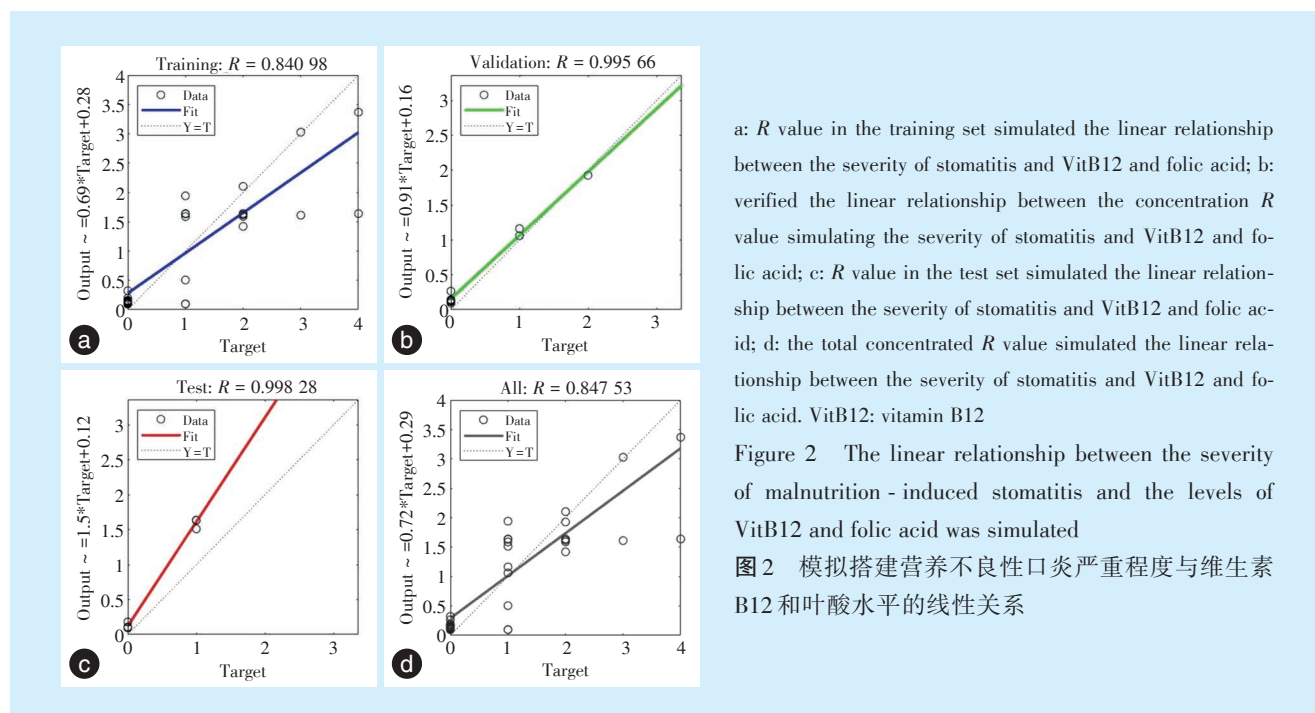 Training: R = 0.840 98
Output ~ =0.69*Target+0.28
4
3.5
3
2.5
2
1.5
1
0.5
0
Data
Fit
Y=T
0 1 2 3 4
Target
a
Validation: R = 0.995 66
Output ~ =0.91*Target+0.16
3
2.5
2
1.5
1
0.5
0
Data
Fit
Y=T
0 1 2 3
Target
b
Test: R = 0.998 28
Output ~ =1.5*Target+0.12
3
2.5
2
1.5
1
0.5
0
Data
Fit
Y=T
0 1 2 3
Target
c
All: R = 0.847 53
Output ~ =0.72*Target+0.29
4
3.5
3
2.5
2
1.5
1
0.5
0
Data
Fit
Y=T
0 1 2 3 4
Target
d
a: R value in the training set simulated the linear relationship
between the severity of stomatitis and VitB12 and folic acid; b:
verified the linear relationship between the concentration R
value simulating the severity of stomatitis and VitB12 and fo-
lic acid; c: R value in the test set simulated the linear relation-
ship between the severity of stomatitis and VitB12 and folic ac-
id; d: the total concentrated R value simulated the linear rela-
tionship between the severity of stomatitis and VitB12 and fo-
lic acid. VitB12: vitamin B12
Figure 2 The linear relationship between the severity
of malnutrition - induced stomatitis and the levels of
VitB12 and folic acid was simulated
图2 模拟搭建营养不良性口炎严重程度与维生素
B12和叶酸水平的线性关系